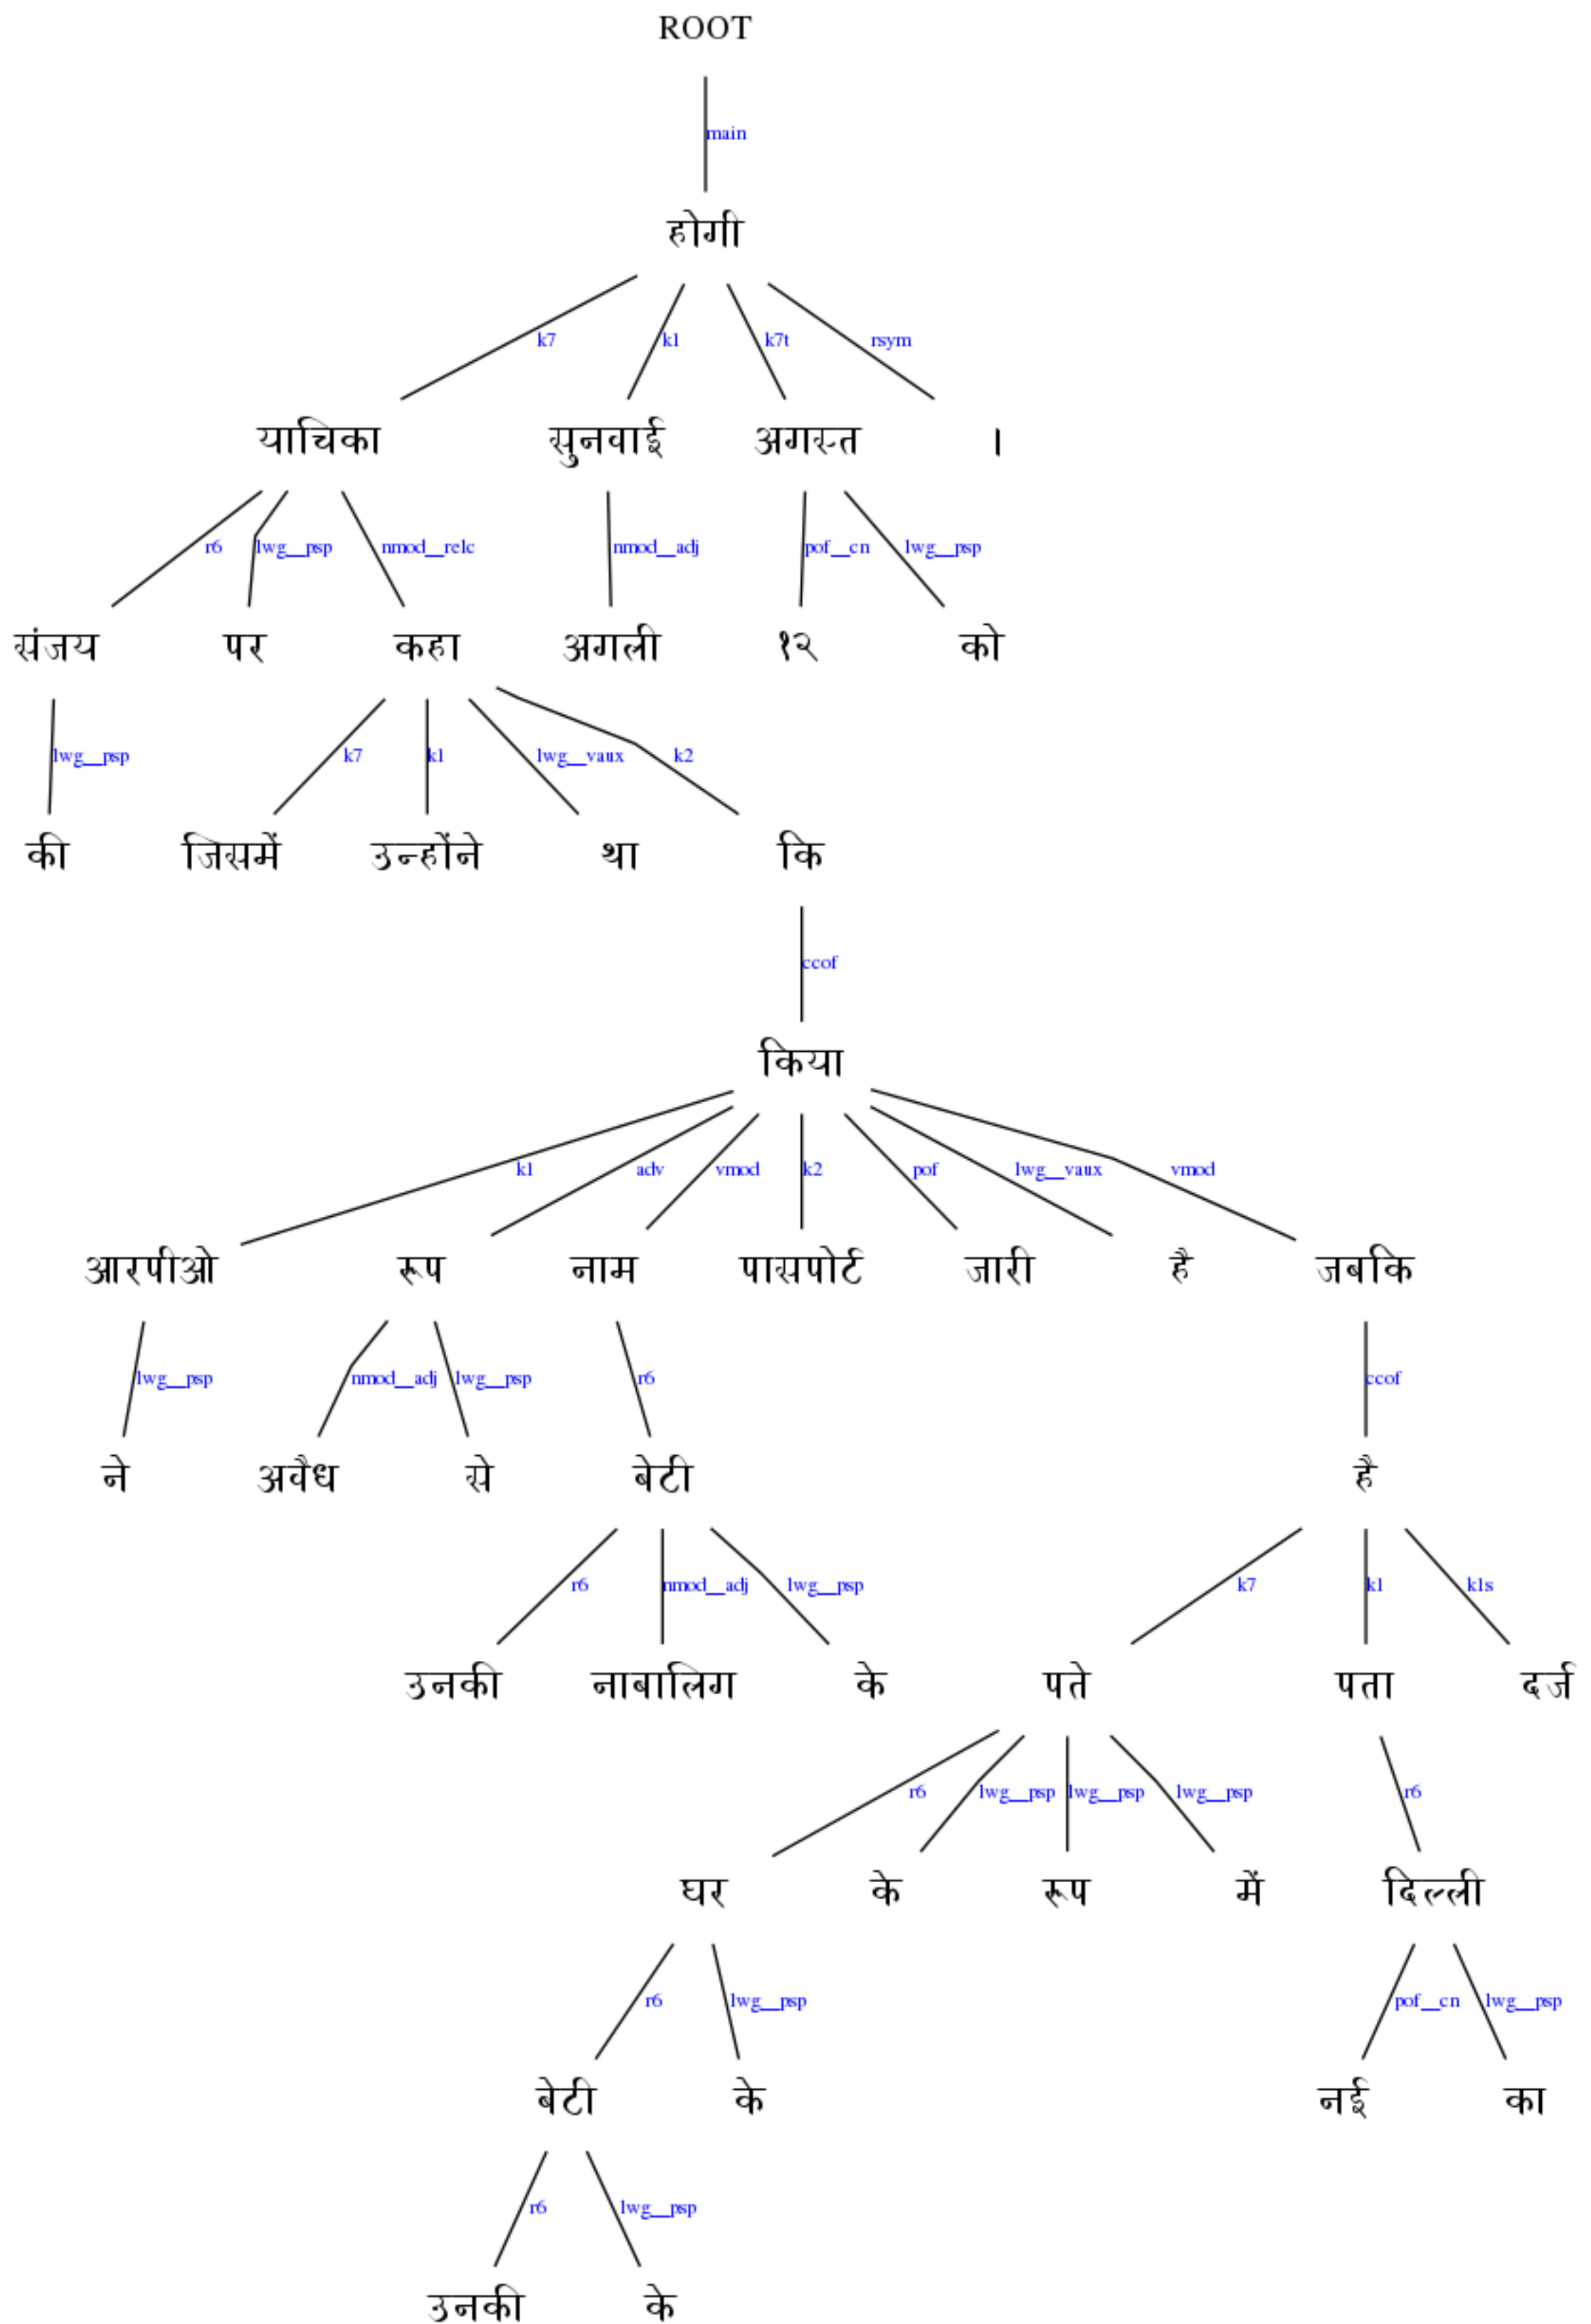 ROOT
main
होगी
k7 k1 k7t rsym
याचिका सुनवाई अगस्त ।
r6 lwg__psp nmod__relc nmod__adj pof__cn lwg__psp
संजय पर कहा अगली १२ को
lwg__psp k7 k1 lwg__vaux k2
की जिसमें उन्होंने था कि
ccof
किया
k1 adv vmod k2 pof lwg__vaux vmod
आरपीओ रूप नाम पासपोर्ट जारी है जबकि
lwg__psp nmod__adj lwg__psp r6 ccof
ने अवैध से बेटी है
r6 nmod__adj lwg__psp k7 k1 k1s
उनकी नाबालिग के पते पता दर्ज
r6 lwg__psp lwg__psp lwg__psp r6
घर के रूप में दिल्ली
r6 lwg__psp pof__cn lwg__psp
बेटी के नई का
r6 lwg__psp
उनकी के